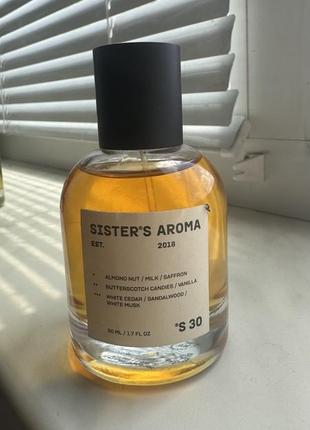 SISTER'S AROMA
EST. 2018
* ALMOND NUT / MILK / SAFFRON
** BUTTERSCOTCH CANDIES / VANILLA
*** WHITE CEDAR / SANDALWOOD /
WHITE MUSK
50 ML / 1.7 FL OZ
*S 30